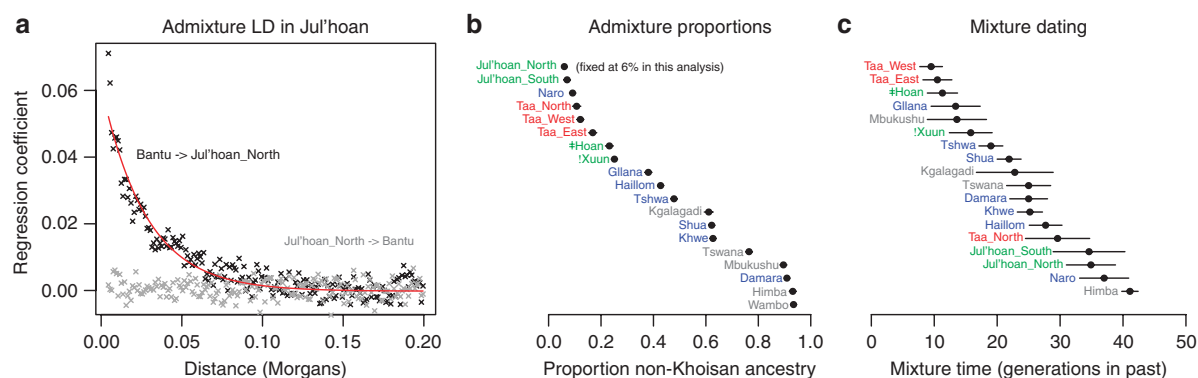 a
Admixture LD in Jul'hoan
Regression coefficient
0.06
0.04
0.02
0.00
Bantu -> Jul'hoan_North
Jul'hoan_North -> Bantu
0.00 0.05 0.10 0.15 0.20
Distance (Morgans)
b
Admixture proportions
Jul'hoan_North (fixed at 6% in this analysis)
Jul'hoan_South
Naro
Taa_North
Taa_West
Taa_East
ǂHoan
!Xuun
Gllana
Haillom
Tshwa
Kgalagadi
Shua
Khwe
Tswana
Mbukushu
Damara
Himba
Wambo
0.0 0.2 0.4 0.6 0.8 1.0
Proportion non-Khoisan ancestry
c
Mixture dating
Taa_West
Taa_East
ǂHoan
Gllana
Mbukushu
!Xuun
Tshwa
Shua
Kgalagadi
Tswana
Damara
Khwe
Haillom
Taa_North
Jul'hoan_South
Jul'hoan_North
Naro
Himba
0 10 20 30 40 50
Mixture time (generations in past)